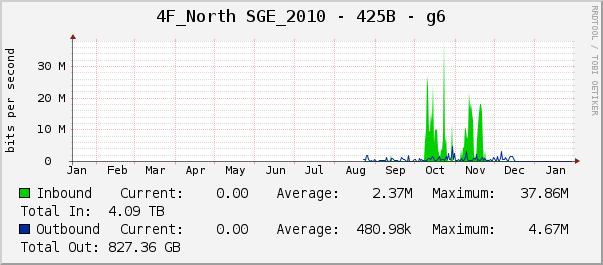 4F_North SGE_2010 - 425B - g6
RRDTOOL / TOBI OETIKER
bits per second
30 M
20 M
10 M
0
Jan Feb Mar Apr May Jun Jul Aug Sep Oct Nov Dec Jan
Inbound Current: 0.00 Average: 2.37M Maximum: 37.86M
Total In: 4.09 TB
Outbound Current: 0.00 Average: 480.98k Maximum: 4.67M
Total Out: 827.36 GB